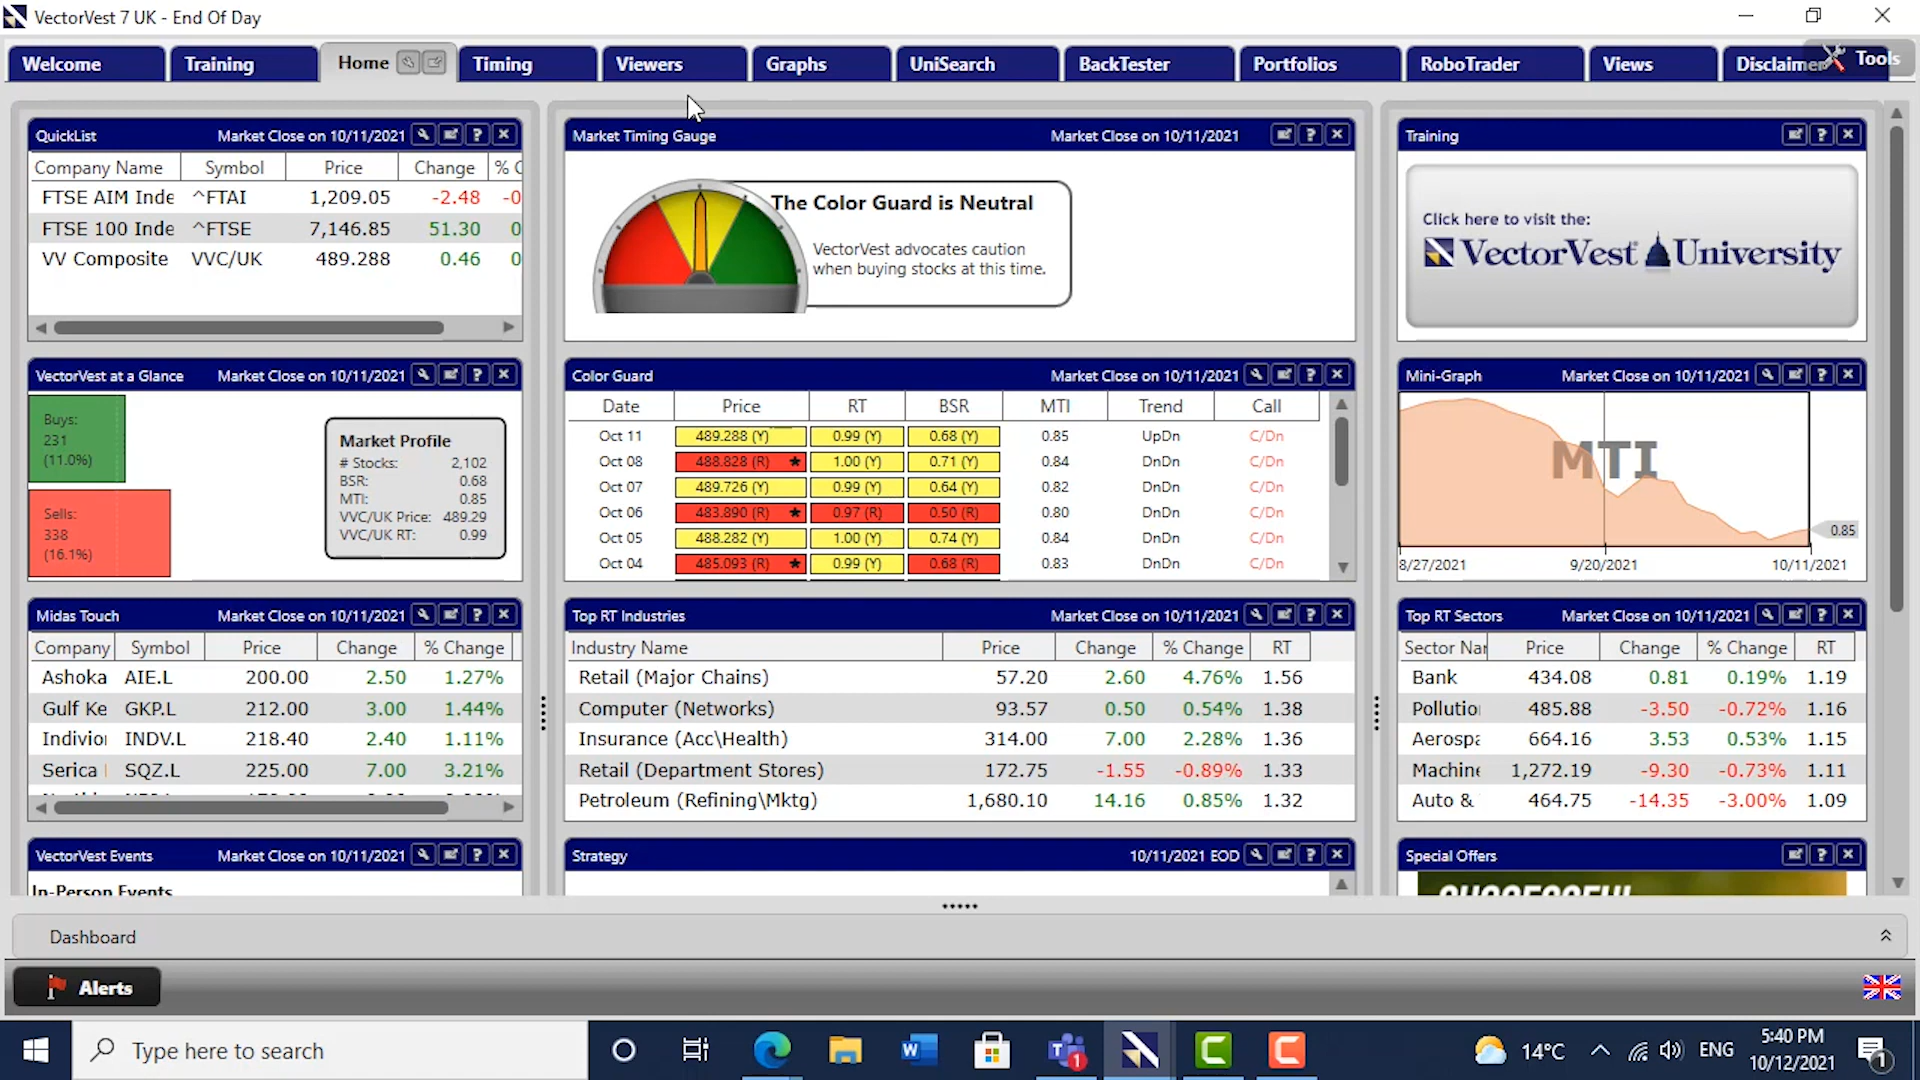 VectorVest 7 UK - End Of Day
Welcome Training Home Timing Viewers Graphs UniSearch BackTester Portfolios RoboTrader Views Disclaimer Tools
QuickList Market Close on 10/11/2021
Company Name Symbol Price Change % C
FTSE AIM Inde ^FTAI 1,209.05 -2.48 -0
FTSE 100 Inde ^FTSE 7,146.85 51.30 0
VV Composite VVC/UK 489.288 0.46 0
Market Timing Gauge Market Close on 10/11/2021
The Color Guard is Neutral
VectorVest advocates caution
when buying stocks at this time.
Training
Click here to visit the:
VectorVest University
VectorVest at a Glance Market Close on 10/11/2021
Buys:
231
(11.0%)
Sells:
338
(16.1%)
Market Profile
# Stocks: 2,102
BSR: 0.68
MTI: 0.85
VVC/UK Price: 489.29
VVC/UK RT: 0.99
Color Guard Market Close on 10/11/2021
Date Price RT BSR MTI Trend Call
Oct 11 489.288 (Y) 0.99 (Y) 0.68 (Y) 0.85 UpDn C/Dn
Oct 08 488.828 (R) ★ 1.00 (Y) 0.71 (Y) 0.84 DnDn C/Dn
Oct 07 489.726 (Y) 0.99 (Y) 0.64 (Y) 0.82 DnDn C/Dn
Oct 06 483.890 (R) ★ 0.97 (R) 0.50 (R) 0.80 DnDn C/Dn
Oct 05 488.282 (Y) 1.00 (Y) 0.74 (Y) 0.84 DnDn C/Dn
Oct 04 485.093 (R) ★ 0.99 (Y) 0.68 (R) 0.83 DnDn C/Dn
Mini-Graph Market Close on 10/11/2021
MTI
0.85
8/27/2021 9/20/2021 10/11/2021
Midas Touch Market Close on 10/11/2021
Company Symbol Price Change % Change
Ashoka AIE.L 200.00 2.50 1.27%
Gulf Ke GKP.L 212.00 3.00 1.44%
Indivior INDV.L 218.40 2.40 1.11%
Serica SQZ.L 225.00 7.00 3.21%
Top RT Industries Market Close on 10/11/2021
Industry Name Price Change % Change RT
Retail (Major Chains) 57.20 2.60 4.76% 1.56
Computer (Networks) 93.57 0.50 0.54% 1.38
Insurance (Acc\Health) 314.00 7.00 2.28% 1.36
Retail (Department Stores) 172.75 -1.55 -0.89% 1.33
Petroleum (Refining\Mktg) 1,680.10 14.16 0.85% 1.32
Top RT Sectors Market Close on 10/11/2021
Sector Nar Price Change % Change RT
Bank 434.08 0.81 0.19% 1.19
Pollutio 485.88 -3.50 -0.72% 1.16
Aerospa 664.16 3.53 0.53% 1.15
Machine 1,272.19 -9.30 -0.73% 1.11
Auto & 464.75 -14.35 -3.00% 1.09
VectorVest Events Market Close on 10/11/2021
In-Person Events
Strategy 10/11/2021 EOD
Special Offers
SUCCESSFUL
Dashboard
Alerts
Type here to search
14°C ENG
5:40 PM
10/12/2021
1